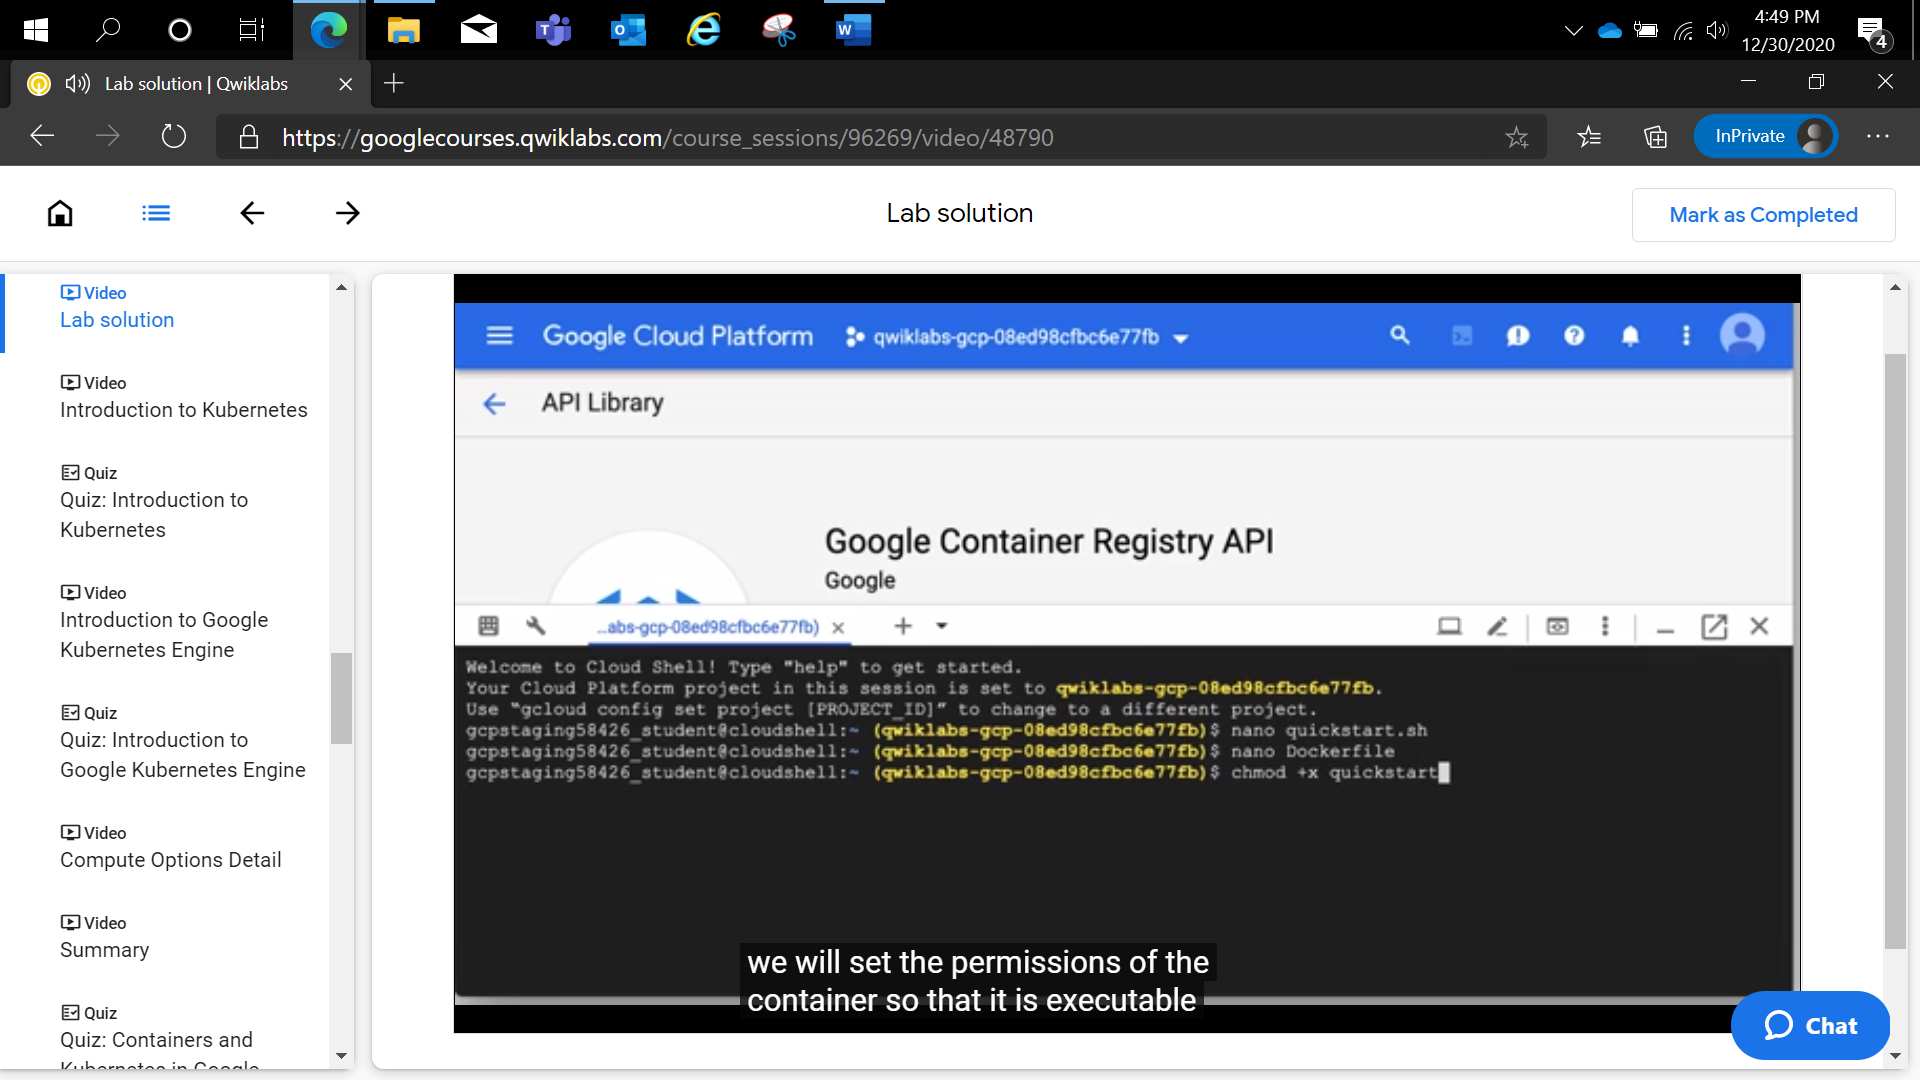 4:49 PM
12/30/2020
4
Lab solution | Qwiklabs
https://googlecourses.qwiklabs.com/course_sessions/96269/video/48790
InPrivate
Lab solution
Mark as Completed
Video
Lab solution
Video
Introduction to Kubernetes
Quiz
Quiz: Introduction to
Kubernetes
Video
Introduction to Google
Kubernetes Engine
Quiz
Quiz: Introduction to
Google Kubernetes Engine
Video
Compute Options Detail
Video
Summary
Quiz
Quiz: Containers and
Kubernetes in Google
Google Cloud Platform
qwiklabs-gcp-08ed98cfbc6e77fb
API Library
Google Container Registry API
Google
...abs-gcp-08ed98cfbc6e77fb)
Welcome to Cloud Shell! Type "help" to get started.
Your Cloud Platform project in this session is set to qwiklabs-gcp-08ed98cfbc6e77fb.
Use "gcloud config set project [PROJECT_ID]" to change to a different project.
gcpstaging58426_student@cloudshell:~ (qwiklabs-gcp-08ed98cfbc6e77fb)$ nano quickstart.sh
gcpstaging58426_student@cloudshell:~ (qwiklabs-gcp-08ed98cfbc6e77fb)$ nano Dockerfile
gcpstaging58426_student@cloudshell:~ (qwiklabs-gcp-08ed98cfbc6e77fb)$ chmod +x quickstart
we will set the permissions of the
container so that it is executable
Chat